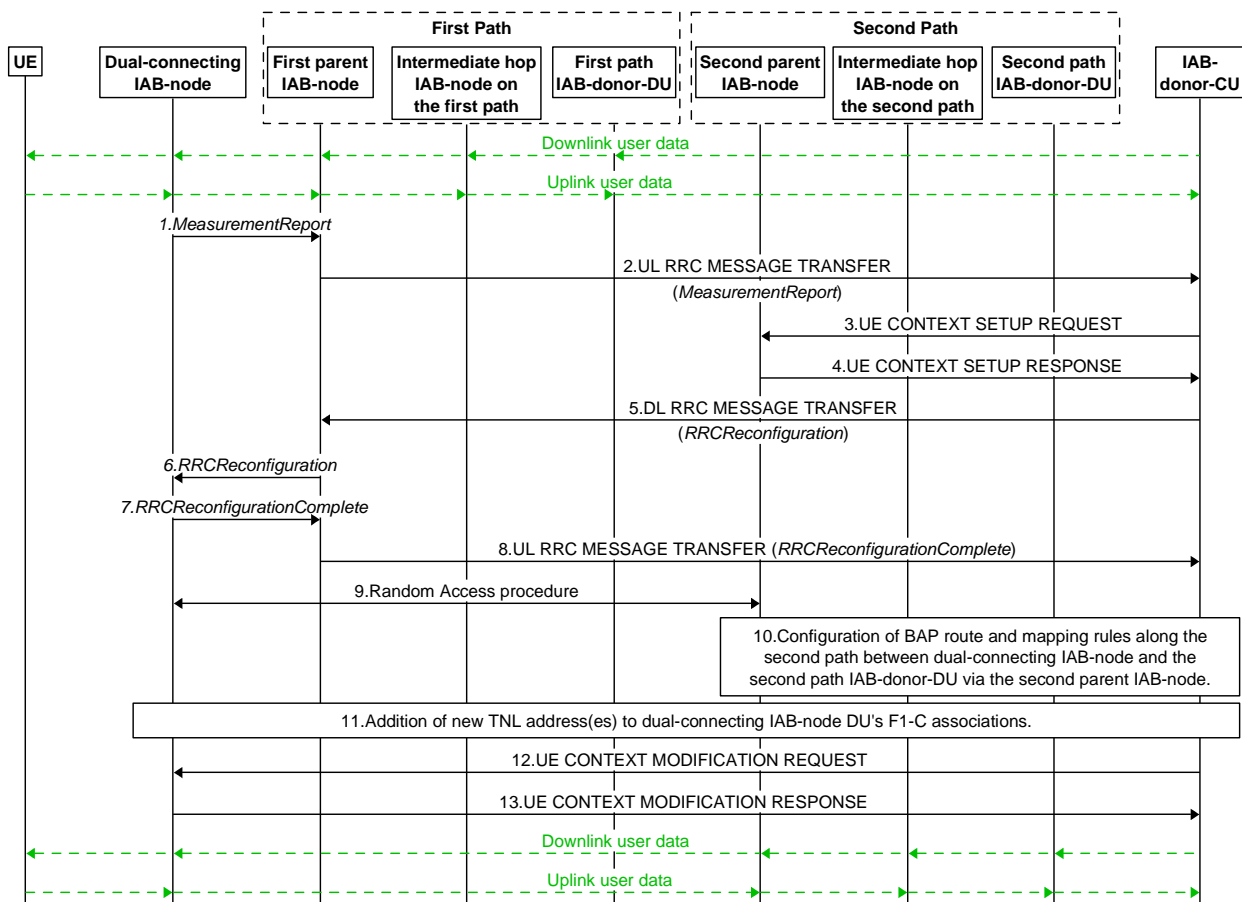 First Path
Second Path
UE
Dual-connecting
IAB-node
First parent
IAB-node
Intermediate hop
IAB-node on
the first path
First path
IAB-donor-DU
Second parent
IAB-node
Intermediate hop
IAB-node on
the second path
Second path
IAB-donor-DU
IAB-
donor-CU
Downlink user data
Uplink user data
1.MeasurementReport
2.UL RRC MESSAGE TRANSFER
(MeasurementReport)
3.UE CONTEXT SETUP REQUEST
4.UE CONTEXT SETUP RESPONSE
5.DL RRC MESSAGE TRANSFER
(RRCReconfiguration)
6.RRCReconfiguration
7.RRCReconfigurationComplete
8.UL RRC MESSAGE TRANSFER (RRCReconfigurationComplete)
9.Random Access procedure
10.Configuration of BAP route and mapping rules along the
second path between dual-connecting IAB-node and the
second path IAB-donor-DU via the second parent IAB-node.
11.Addition of new TNL address(es) to dual-connecting IAB-node DU's F1-C associations.
12.UE CONTEXT MODIFICATION REQUEST
13.UE CONTEXT MODIFICATION RESPONSE
Downlink user data
Uplink user data